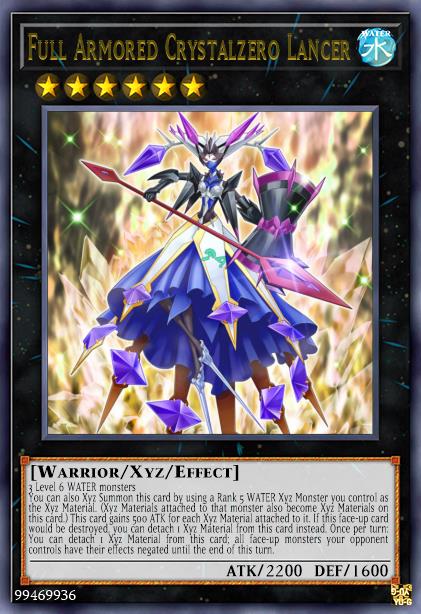 FULL ARMORED CRYSTALZERO LANCER
WATER
水
[WARRIOR/XYZ/EFFECT]
3 Level 6 WATER monsters
You can also Xyz Summon this card by using a Rank 5 WATER Xyz Monster you control as
the Xyz Material. (Xyz Materials attached to that monster also become Xyz Materials on
this card.) This card gains 500 ATK for each Xyz Material attached to it. If this face-up card
would be destroyed, you can detach 1 Xyz Material from this card instead. Once per turn:
You can detach 1 Xyz Material from this card; all face-up monsters your opponent
controls have their effects negated until the end of this turn.
ATK/2200 DEF/1600
99469936